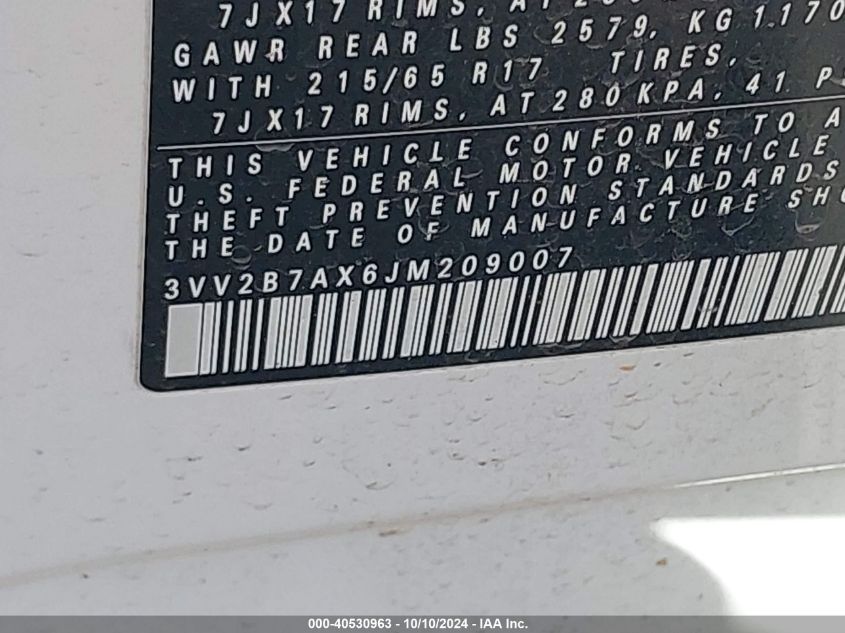 7JX17 RIMS, AT
GAWR REAR LBS 2579, KG 1170
WITH 215/65 R17 TIRES,
7JX17 RIMS, AT 280 KPA, 41
THIS VEHICLE CONFORMS TO A
U.S. FEDERAL MOTOR VEHICLE
THEFT PREVENTION STANDARDS
THE DATE OF MANUFACTURE
3VV2B7AX6JM209007
000-40530963 - 10/10/2024 - IAA Inc.